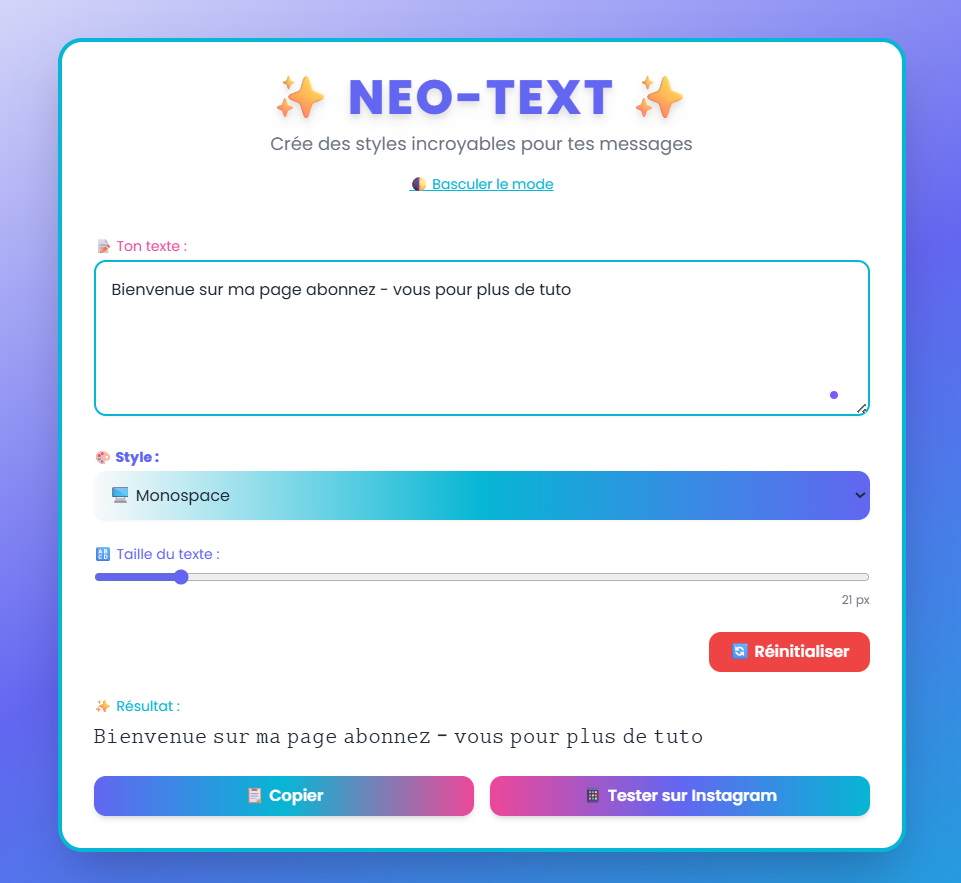 ✨ NEO-TEXT ✨
Crée des styles incroyables pour tes messages
🌓 Basculer le mode
📝 Ton texte :
Bienvenue sur ma page abonnez - vous pour plus de tuto
🎨 Style :
🖥️ Monospace
🔠 Taille du texte :
21 px
🔄 Réinitialiser
✨ Résultat :
𝙱𝚒𝚎𝚗𝚟𝚎𝚗𝚞𝚎 𝚜𝚞𝚛 𝚖𝚊 𝚙𝚊𝚐𝚎 𝚊𝚋𝚘𝚗𝚗𝚎𝚣 - 𝚟𝚘𝚞𝚜 𝚙𝚘𝚞𝚛 𝚙𝚕𝚞𝚜 𝚍𝚎 𝚝𝚞𝚝𝚘
📋 Copier
📱 Tester sur Instagram